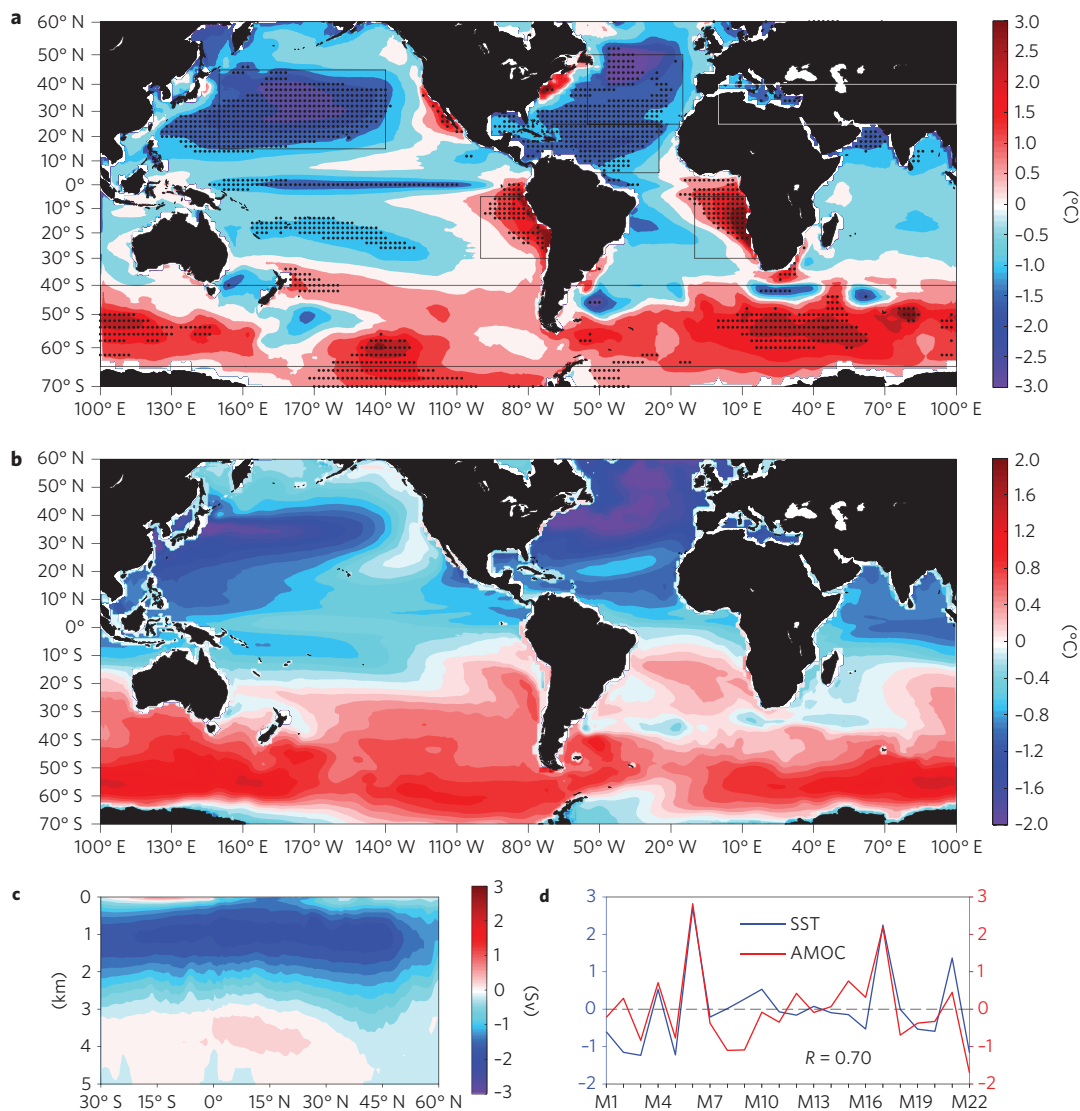 a
60° N
50° N
40° N
30° N
20° N
10° N
0°
10° S
20° S
30° S
40° S
50° S
60° S
70° S
100° E 130° E 160° E 170° W 140° W 110° W 80° W 50° W 20° W 10° E 40° E 70° E 100° E
3.0
2.5
2.0
1.5
1.0
0.5
0
−0.5
−1.0
−1.5
−2.0
−2.5
−3.0
(°C)
b
60° N
50° N
40° N
30° N
20° N
10° N
0°
10° S
20° S
30° S
40° S
50° S
60° S
70° S
100° E 130° E 160° E 170° W 140° W 110° W 80° W 50° W 20° W 10° E 40° E 70° E 100° E
2.0
1.6
1.2
0.8
0.4
0
−0.4
−0.8
−1.2
−1.6
−2.0
(°C)
c
0
1
2
3
4
5
(km)
30° S 15° S 0° 15° N 30° N 45° N 60° N
3
2
1
0
−1
−2
−3
(Sv)
d
3
2
1
0
−1
−2
SST
AMOC
R = 0.70
3
2
1
0
−1
−2
M1 M4 M7 M10 M13 M16 M19 M22